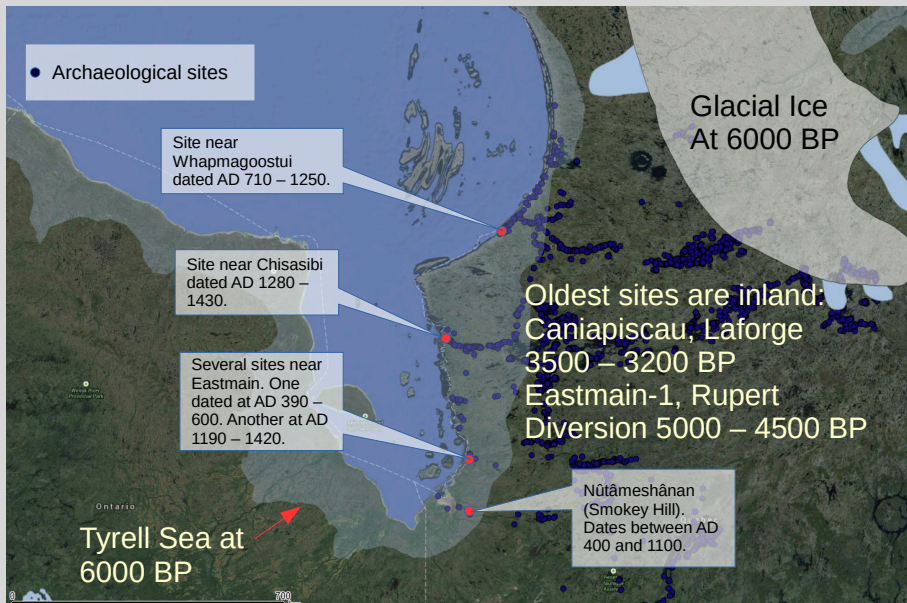 Archaeological sites
Glacial Ice
At 6000 BP
Site near
Whapmagoostui
dated AD 710 – 1250.
Site near Chisasibi
dated AD 1280 –
1430.
Oldest sites are inland:
Caniapiscau, Laforge
3500 – 3200 BP
Eastmain-1, Rupert
Diversion 5000 – 4500 BP
Several sites near
Eastmain. One
dated at AD 390 –
600. Another at AD
1190 – 1420.
Nûtâmeshânan
(Smokey Hill).
Dates between AD
400 and 1100.
Ontario
Tyrell Sea at
6000 BP
0
700